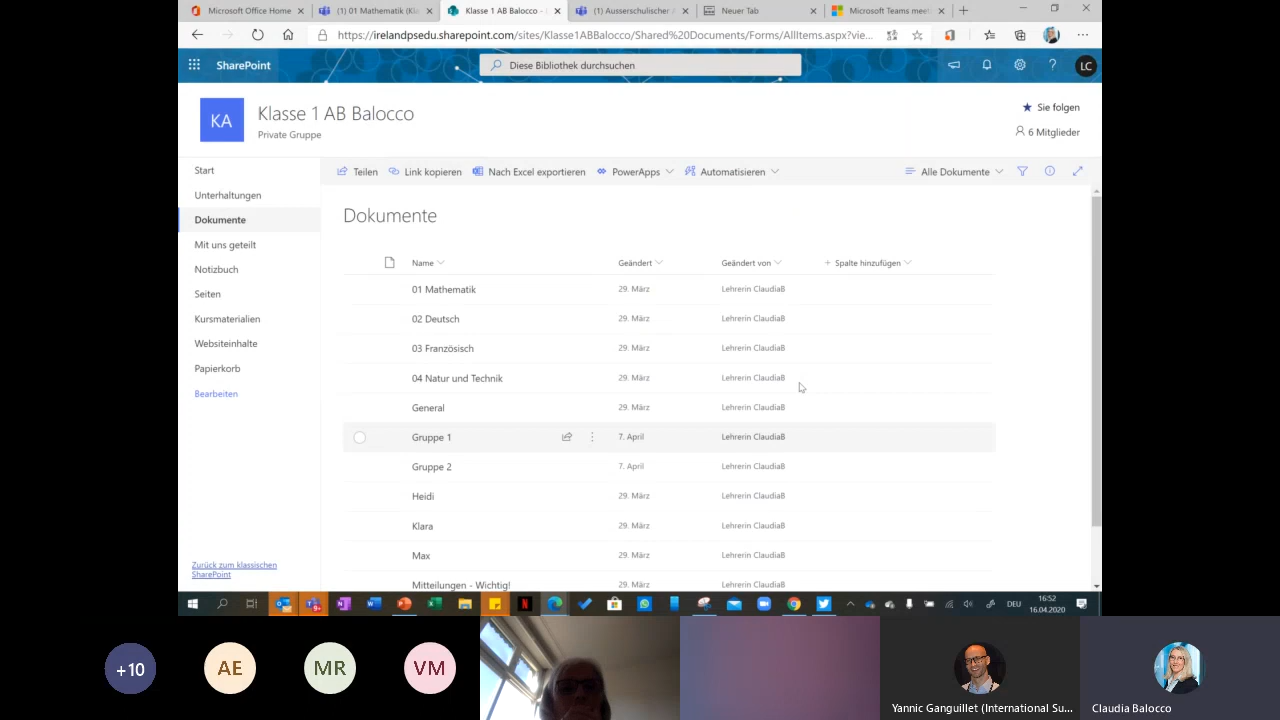 Microsoft Office Home
(1) 01 Mathematik (Kla
Klasse 1 AB Balocco -
(1) Ausserschulischer
Neuer Tab
Microsoft Teams meet
https://irelandpsedu.sharepoint.com/sites/Klasse1ABBalocco/Shared%20Documents/Forms/AllItems.aspx?vie...
SharePoint
Diese Bibliothek durchsuchen
LC
KA
Klasse 1 AB Balocco
Private Gruppe
Sie folgen
6 Mitglieder
Start
Unterhaltungen
Dokumente
Mit uns geteilt
Notizbuch
Seiten
Kursmaterialien
Websiteinhalte
Papierkorb
Bearbeiten
Zurück zum klassischen
SharePoint
Teilen
Link kopieren
Nach Excel exportieren
PowerApps
Automatisieren
Alle Dokumente
Dokumente
Name Geändert Geändert von + Spalte hinzufügen
01 Mathematik 29. März Lehrerin ClaudiaB
02 Deutsch 29. März Lehrerin ClaudiaB
03 Französisch 29. März Lehrerin ClaudiaB
04 Natur und Technik 29. März Lehrerin ClaudiaB
General 29. März Lehrerin ClaudiaB
Gruppe 1 7. April Lehrerin ClaudiaB
Gruppe 2 7. April Lehrerin ClaudiaB
Heidi 29. März Lehrerin ClaudiaB
Klara 29. März Lehrerin ClaudiaB
Max 29. März Lehrerin ClaudiaB
Mitteilungen - Wichtig! 29. März Lehrerin ClaudiaB
DEU
16:52
16.04.2020
+10
AE
MR
VM
Yannic Ganguillet (International Su...
Claudia Balocco